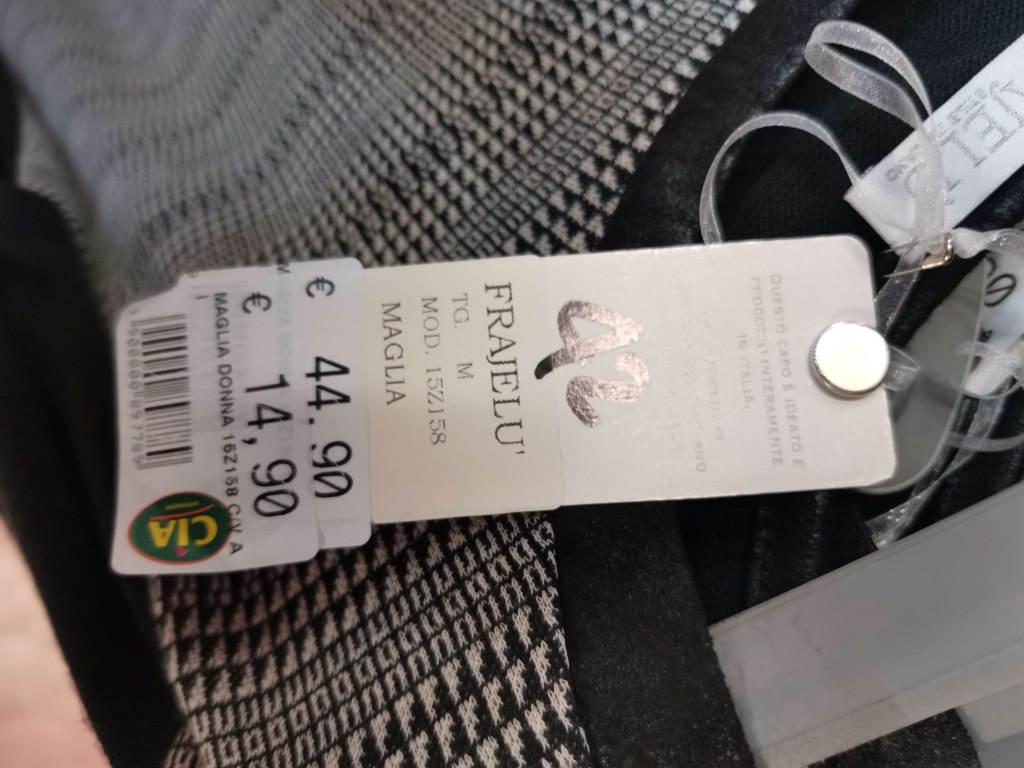 QUESTO CAPO È IDEATO E
PRODOTTO INTERAMENTE
IN ITALIA.
FRAJELU'
TG. M
MOD. 15Z158
MAGLIA
€ 44.90
€ 14,90
MAGLIA DONNA 15Z158 C/V A
CIA